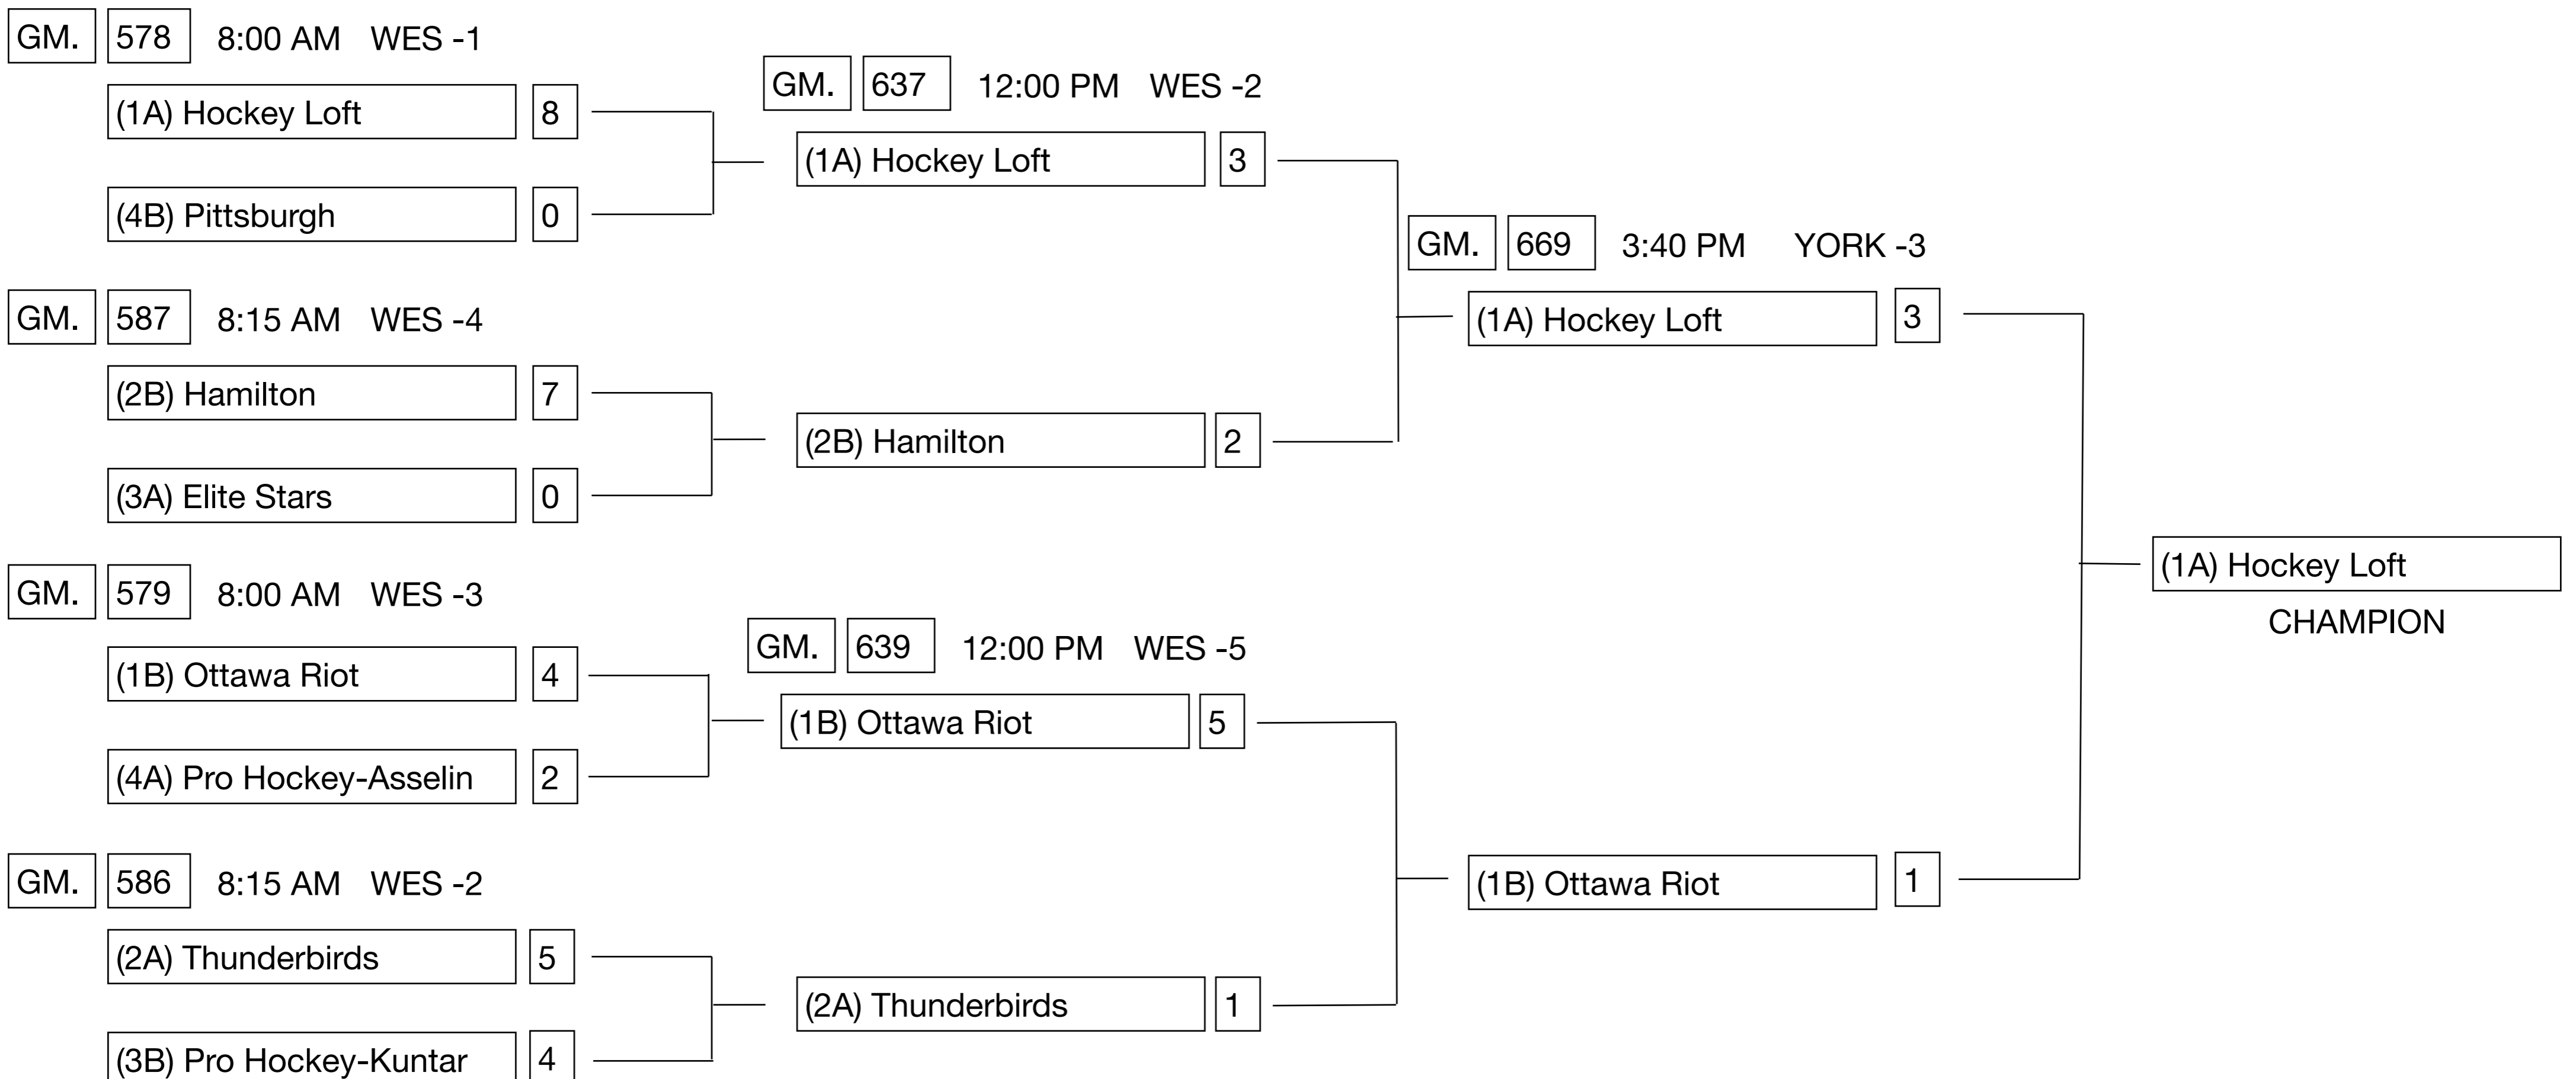 GM. 578 8:00 AM WES -1
(1A) Hockey Loft 8
(4B) Pittsburgh 0
GM. 587 8:15 AM WES -4
(2B) Hamilton 7
(3A) Elite Stars 0
GM. 579 8:00 AM WES -3
(1B) Ottawa Riot 4
(4A) Pro Hockey-Asselin 2
GM. 586 8:15 AM WES -2
(2A) Thunderbirds 5
(3B) Pro Hockey-Kuntar 4
GM. 637 12:00 PM WES -2
(1A) Hockey Loft 3
(2B) Hamilton 2
GM. 639 12:00 PM WES -5
(1B) Ottawa Riot 5
(2A) Thunderbirds 1
GM. 669 3:40 PM YORK -3
(1A) Hockey Loft 3
(1B) Ottawa Riot 1
(1A) Hockey Loft
CHAMPION